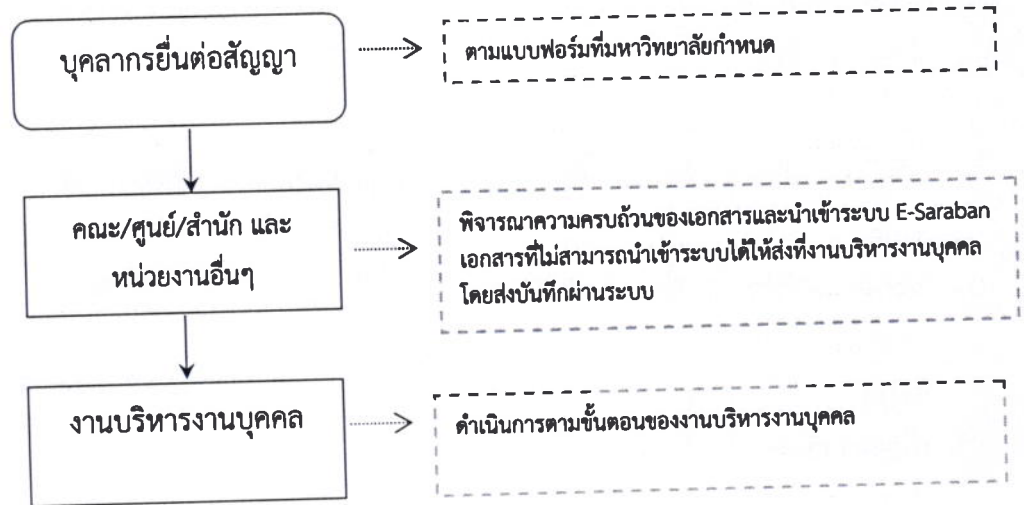 บุคลากรยื่นต่อสัญญา
ตามแบบฟอร์มที่มหาวิทยาลัยกำหนด
คณะ/ศูนย์/สำนัก และ
หน่วยงานอื่นๆ
พิจารณาความครบถ้วนของเอกสารและนำเข้าระบบ E-Saraban
เอกสารที่ไม่สามารถนำเข้าระบบได้ให้ส่งที่งานบริหารงานบุคคล
โดยส่งบันทึกผ่านระบบ
งานบริหารงานบุคคล
ดำเนินการตามขั้นตอนของงานบริหารงานบุคคล